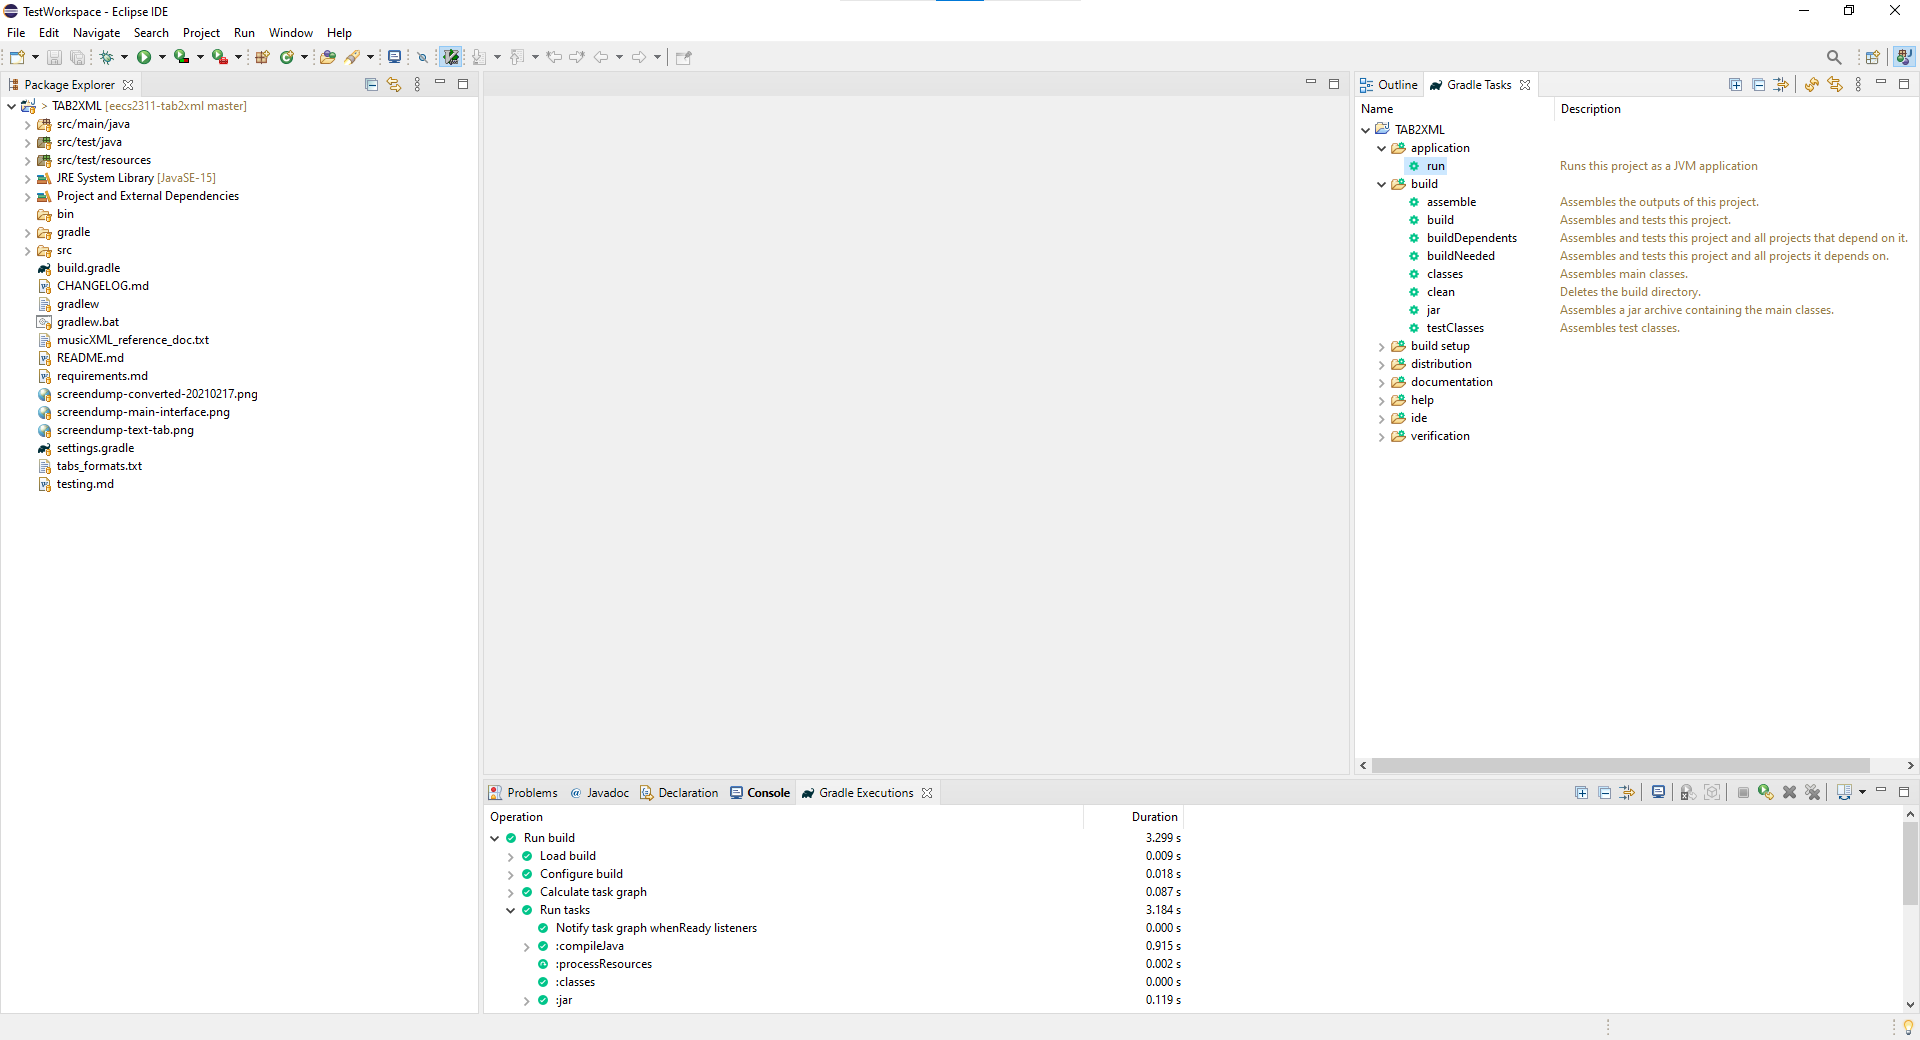 TestWorkspace - Eclipse IDE
File Edit Navigate Search Project Run Window Help
Package Explorer
> TAB2XML [eecs2311-tab2xml master]
src/main/java
src/test/java
src/test/resources
JRE System Library [JavaSE-15]
Project and External Dependencies
bin
gradle
src
build.gradle
CHANGELOG.md
gradlew
gradlew.bat
musicXML_reference_doc.txt
README.md
requirements.md
screendump-converted-20210217.png
screendump-main-interface.png
screendump-text-tab.png
settings.gradle
tabs_formats.txt
testing.md
Outline Gradle Tasks
Name Description
TAB2XML
application
run Runs this project as a JVM application
build
assemble Assembles the outputs of this project.
build Assembles and tests this project.
buildDependents Assembles and tests this project and all projects that depend on it.
buildNeeded Assembles and tests this project and all projects it depends on.
classes Assembles main classes.
clean Deletes the build directory.
jar Assembles a jar archive containing the main classes.
testClasses Assembles test classes.
build setup
distribution
documentation
help
ide
verification
Problems @ Javadoc Declaration Console Gradle Executions
Operation Duration
Run build 3.299 s
Load build 0.009 s
Configure build 0.018 s
Calculate task graph 0.087 s
Run tasks 3.184 s
Notify task graph whenReady listeners 0.000 s
:compileJava 0.915 s
:processResources 0.002 s
:classes 0.000 s
:jar 0.119 s